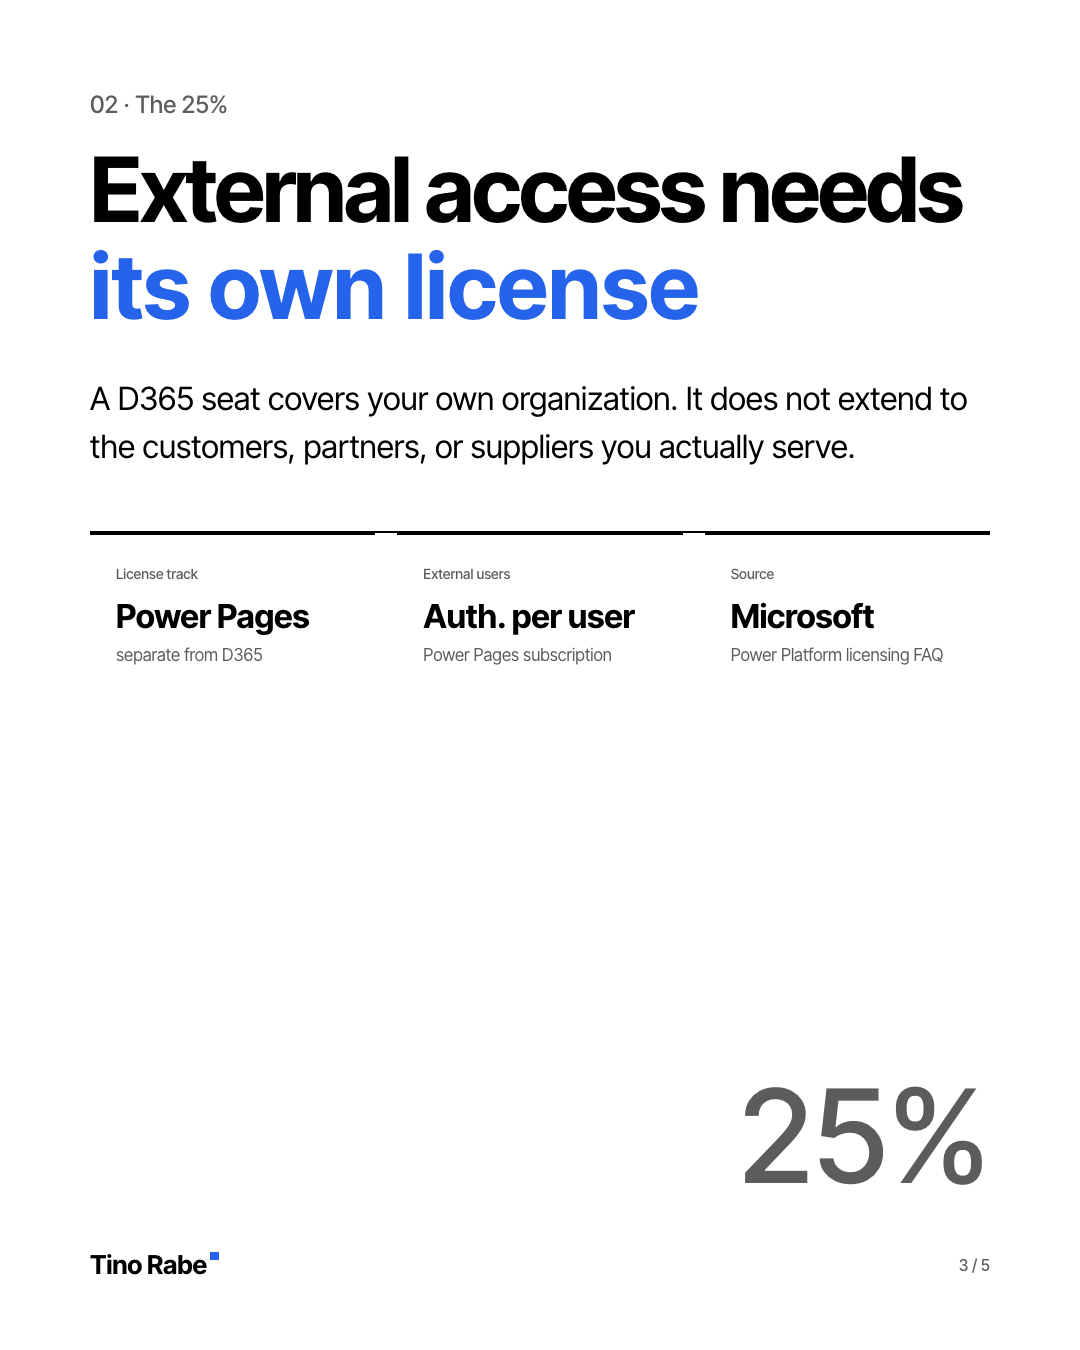 02 · The 25%
External access needs
its own license
A D365 seat covers your own organization. It does not extend to
the customers, partners, or suppliers you actually serve.
License track
Power Pages
separate from D365
External users
Auth. per user
Power Pages subscription
Source
Microsoft
Power Platform licensing FAQ
25%
Tino Rabe
3 / 5